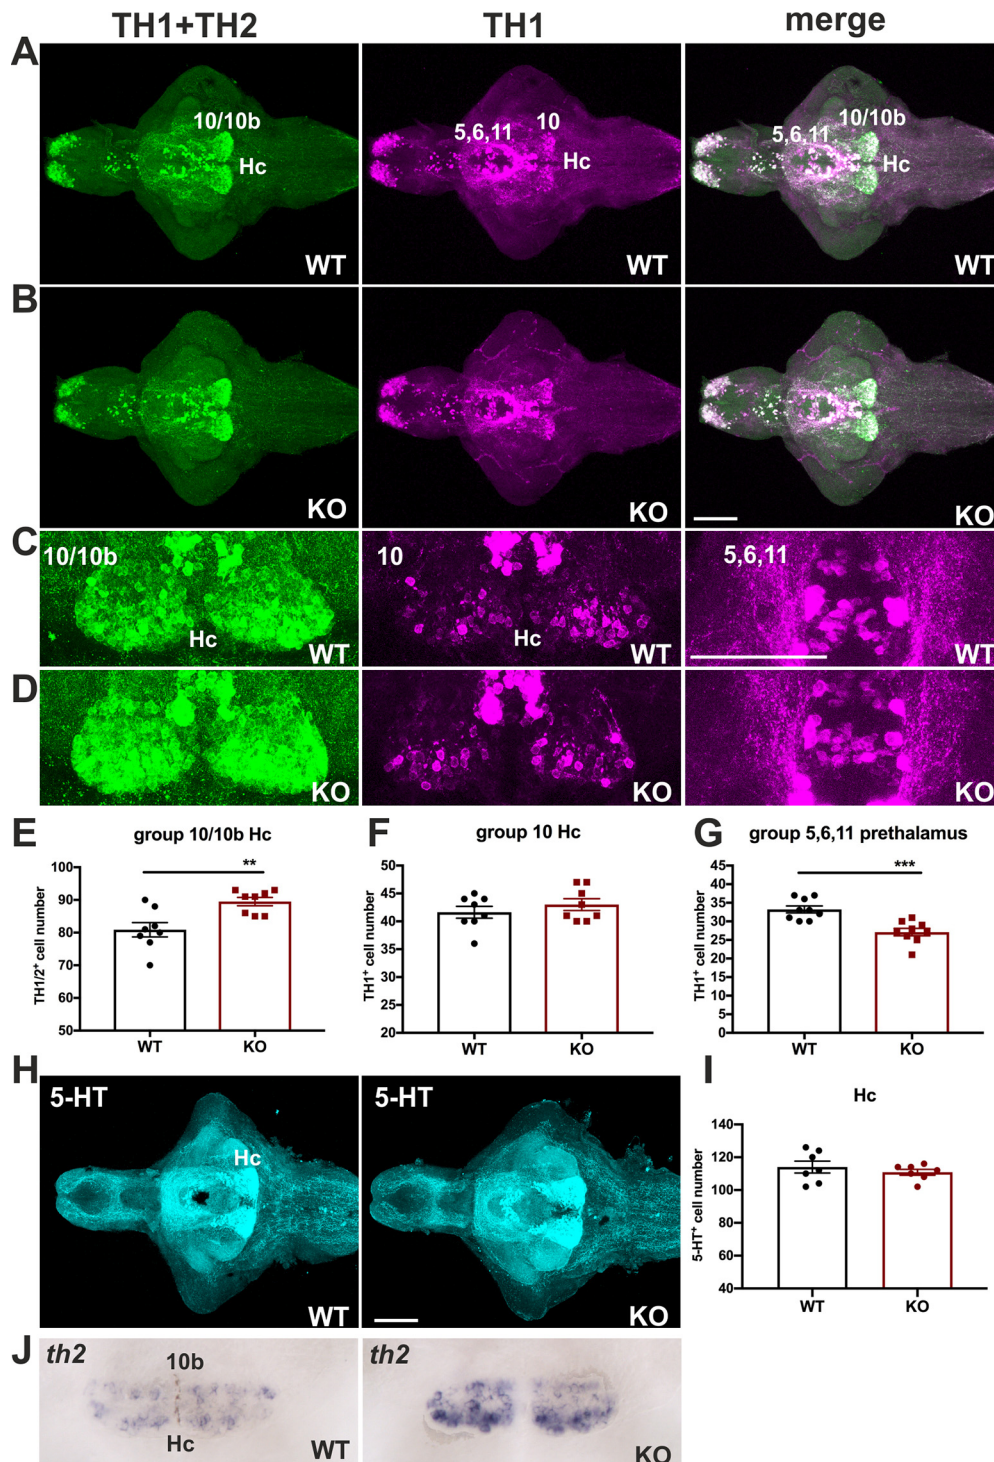 TH1+TH2 TH1 merge
A
10/10b 10 10/10b
5,6,11 5,6,11
Hc Hc Hc
WT WT WT
B
KO KO KO
C 10/10b 10 5,6,11
Hc Hc
WT WT WT
D
KO KO KO
E group 10/10b Hc
TH1/2+ cell number
100
90
80
70
60
50
**
WT KO
F group 10 Hc
TH1+ cell number
50
45
40
35
30
25
20
WT KO
G group 5,6,11 prethalamus
TH1+ cell number
45
40
35
30
25
20
15
10
5
0
***
WT KO
H 5-HT 5-HT
Hc
WT KO
I Hc
5-HT+ cell number
140
120
100
80
60
40
WT KO
J th2 th2
10b
Hc
WT KO